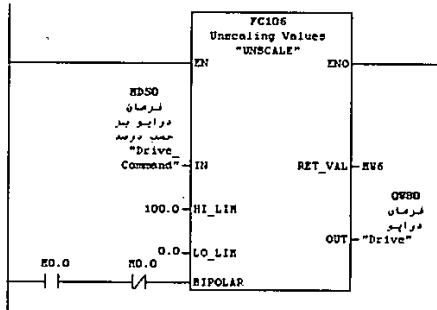 FC106
Unscaling Values
"UNSCALE"
EN
ENO
MD50
فرمان
درایو بر
حسب درصد
"Drive_
Command"
IN
RET_VAL
MW6
100.0
HI_LIM
QW80
فرمان
درایو
"Drive"
OUT
0.0
LO_LIM
M0.0
M0.0
BIPOLAR